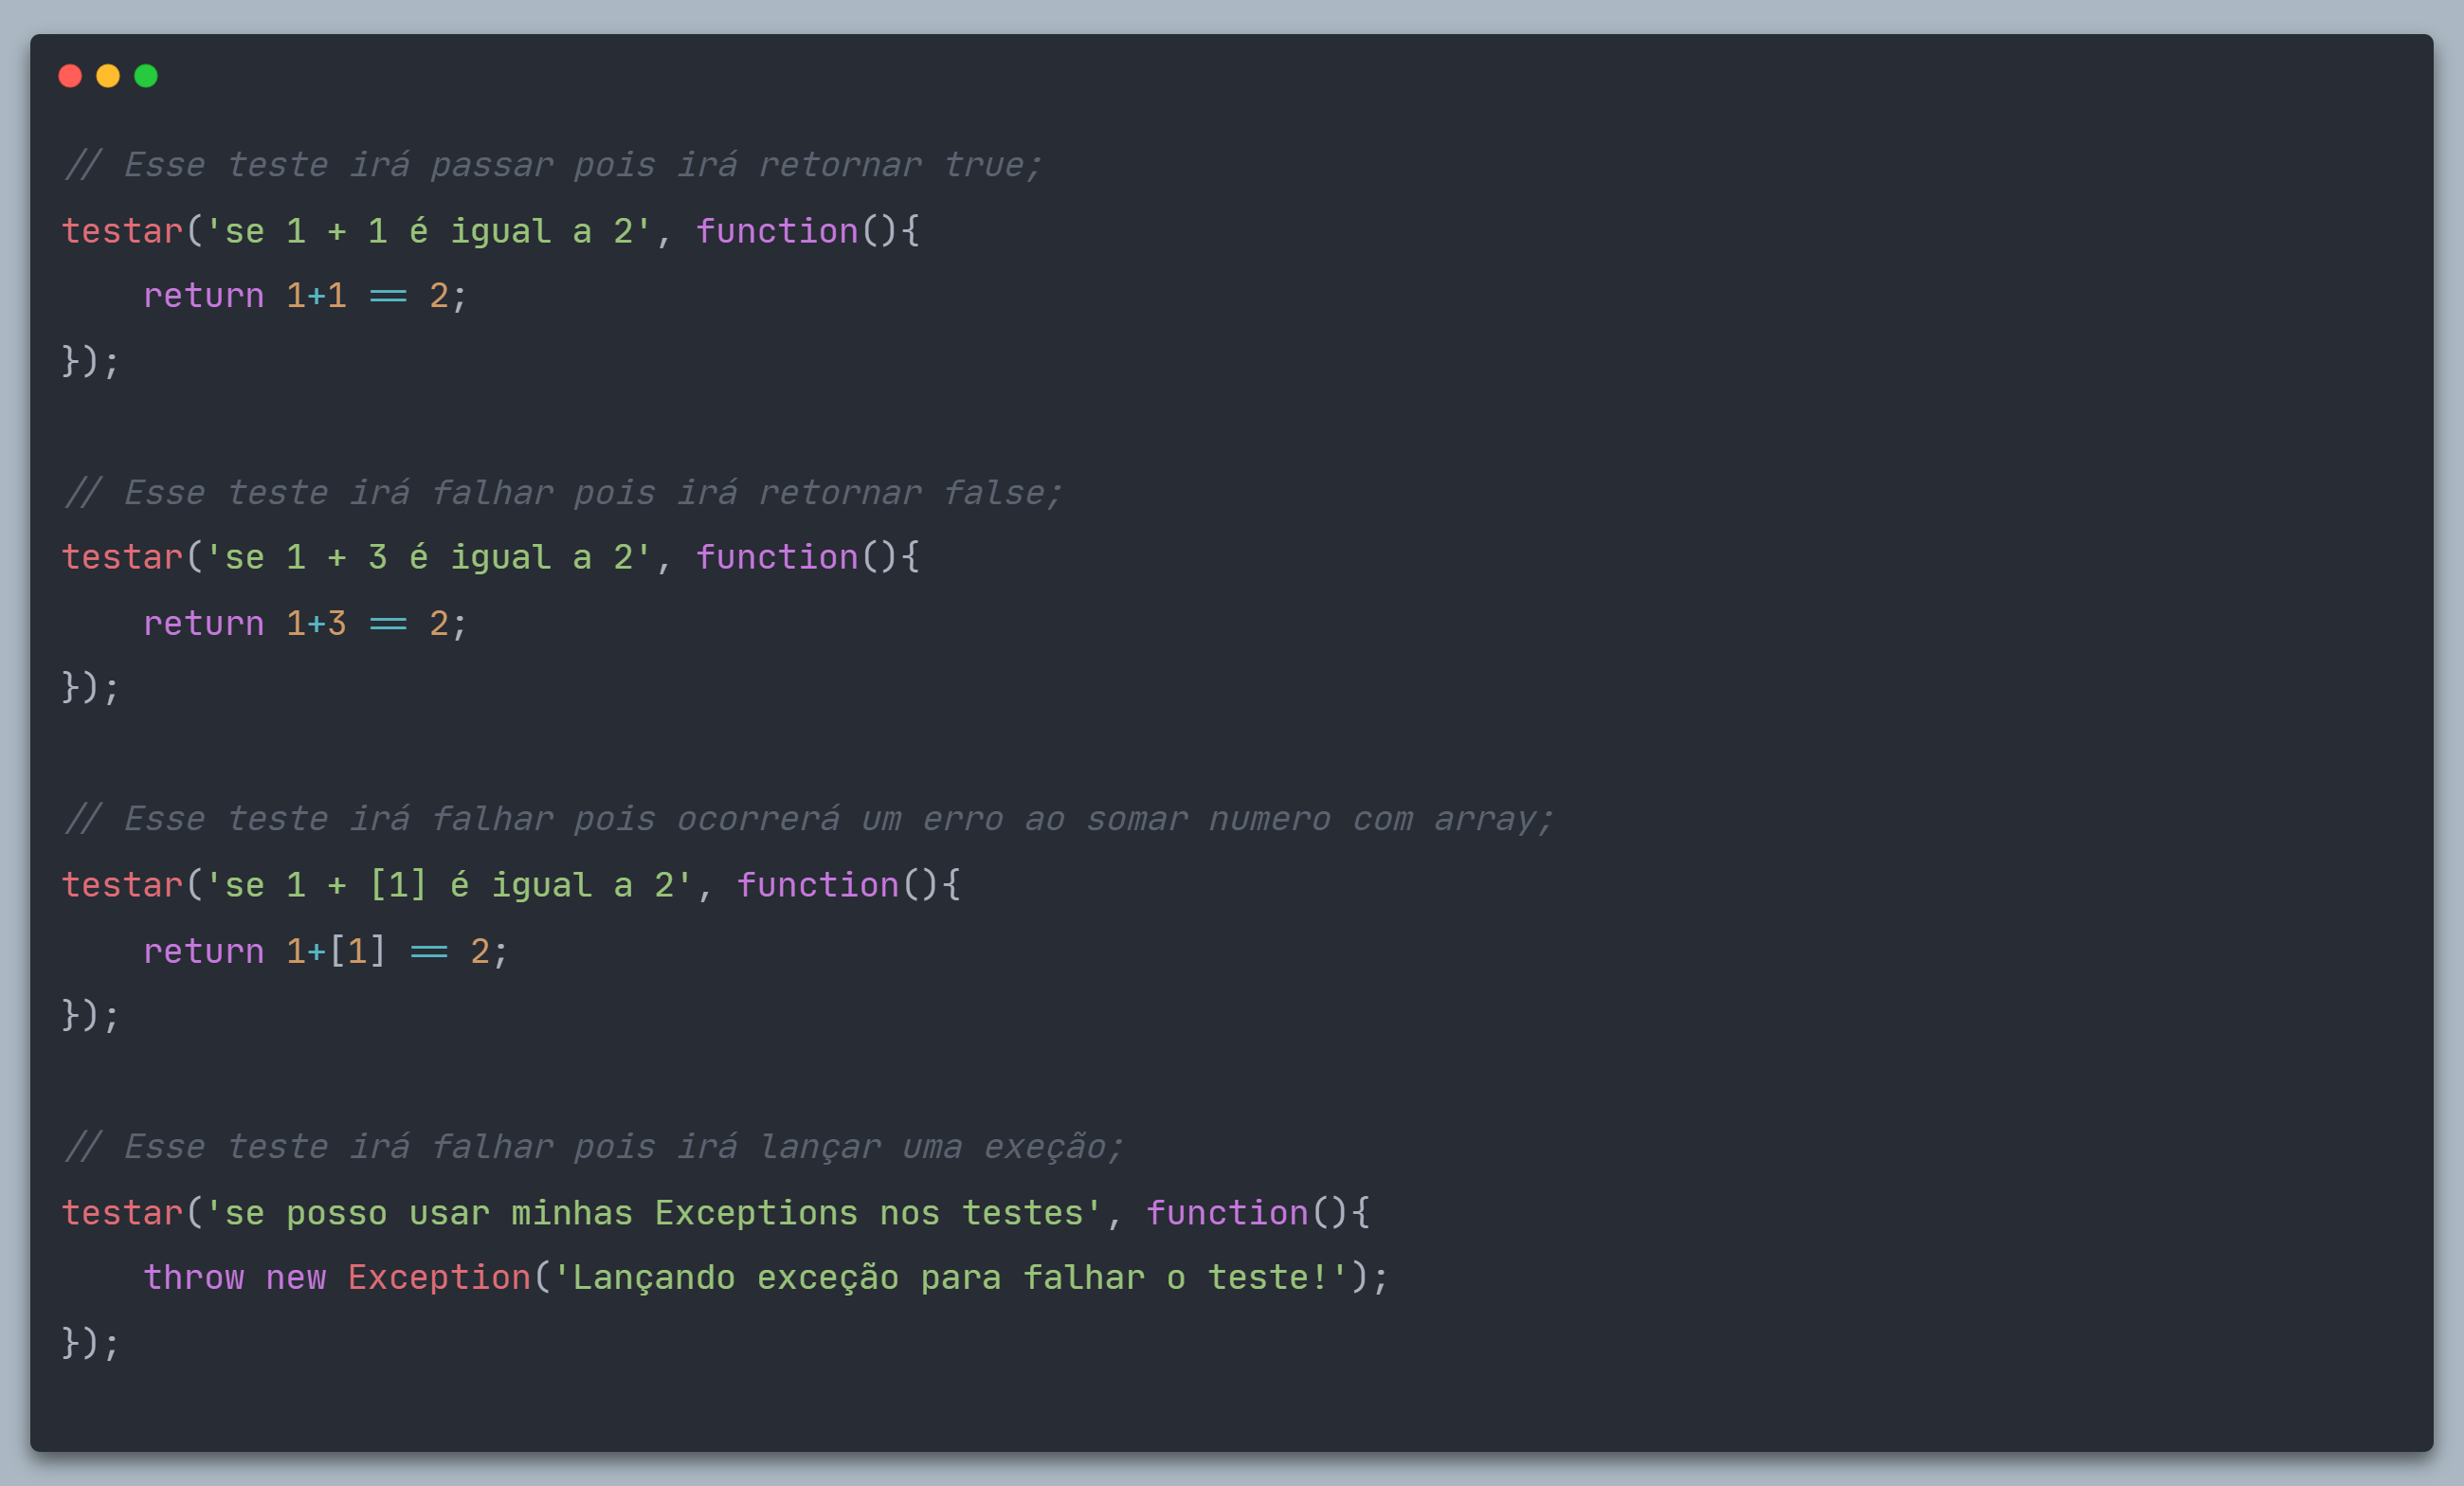 // Esse teste irá passar pois irá retornar true;
testar('se 1 + 1 é igual a 2', function(){
    return 1+1 == 2;
});
// Esse teste irá falhar pois irá retornar false;
testar('se 1 + 3 é igual a 2', function(){
    return 1+3 == 2;
});
// Esse teste irá falhar pois ocorrerá um erro ao somar numero com array;
testar('se 1 + [1] é igual a 2', function(){
    return 1+[1] == 2;
});
// Esse teste irá falhar pois irá lançar uma exeção;
testar('se posso usar minhas Exceptions nos testes', function(){
    throw new Exception('Lançando exceção para falhar o teste!');
});